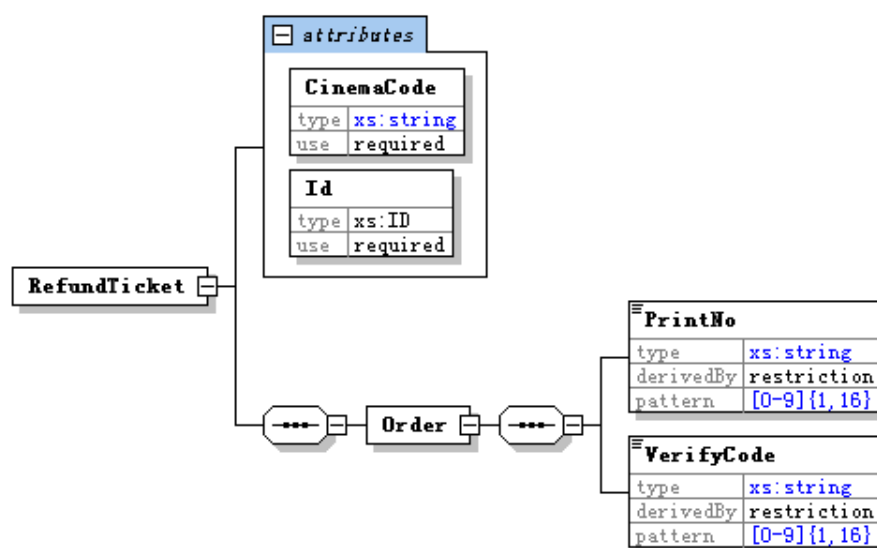 attributes
CinemaCode
type xs:string
use required
Id
type xs:ID
use required
RefundTicket
Order
PrintNo
type xs:string
derivedBy restriction
pattern [0-9]{1,16}
VerifyCode
type xs:string
derivedBy restriction
pattern [0-9]{1,16}